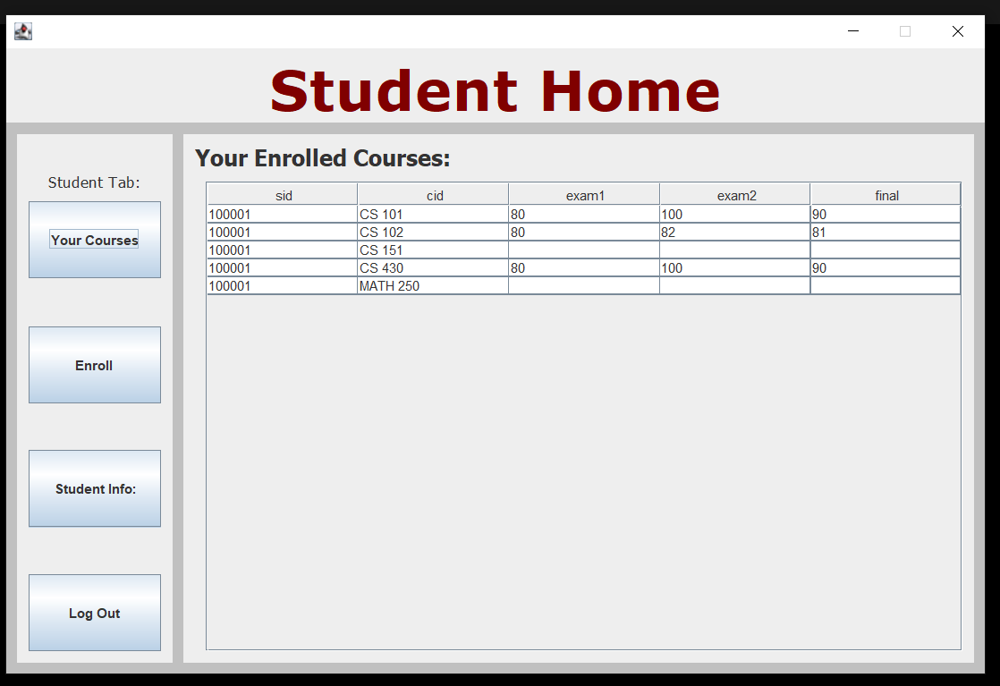 Student Home
Student Tab:
Your Courses
Enroll
Student Info:
Log Out
Your Enrolled Courses:
sid cid exam1 exam2 final
100001 CS 101 80 100 90
100001 CS 102 80 82 81
100001 CS 151
100001 CS 430 80 100 90
100001 MATH 250